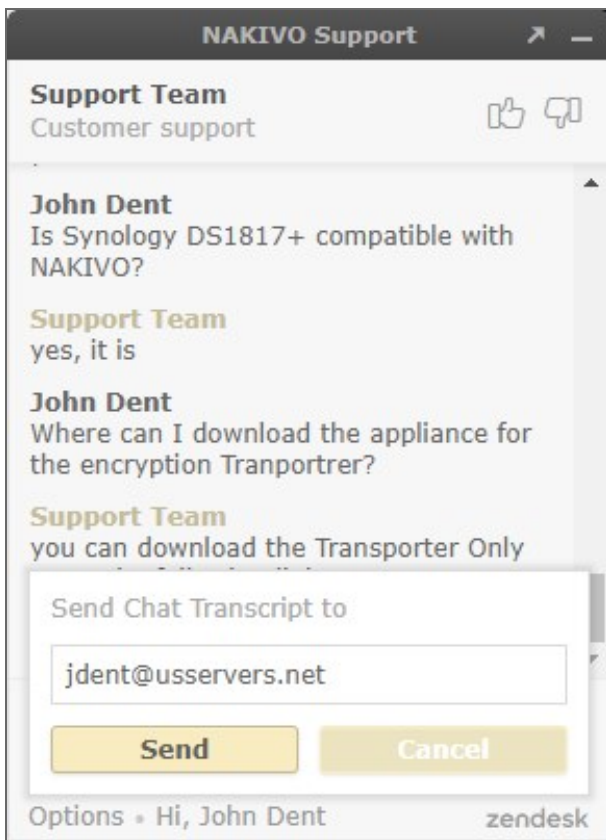 NAKIVO Support
Support Team
Customer support
John Dent
Is Synology DS1817+ compatible with
NAKIVO?
Support Team
yes, it is
John Dent
Where can I download the appliance for
the encryption Tranportrer?
Support Team
you can download the Transporter Only
Send Chat Transcript to
jdent@usservers.net
Send
Cancel
Options • Hi, John Dent
zendesk